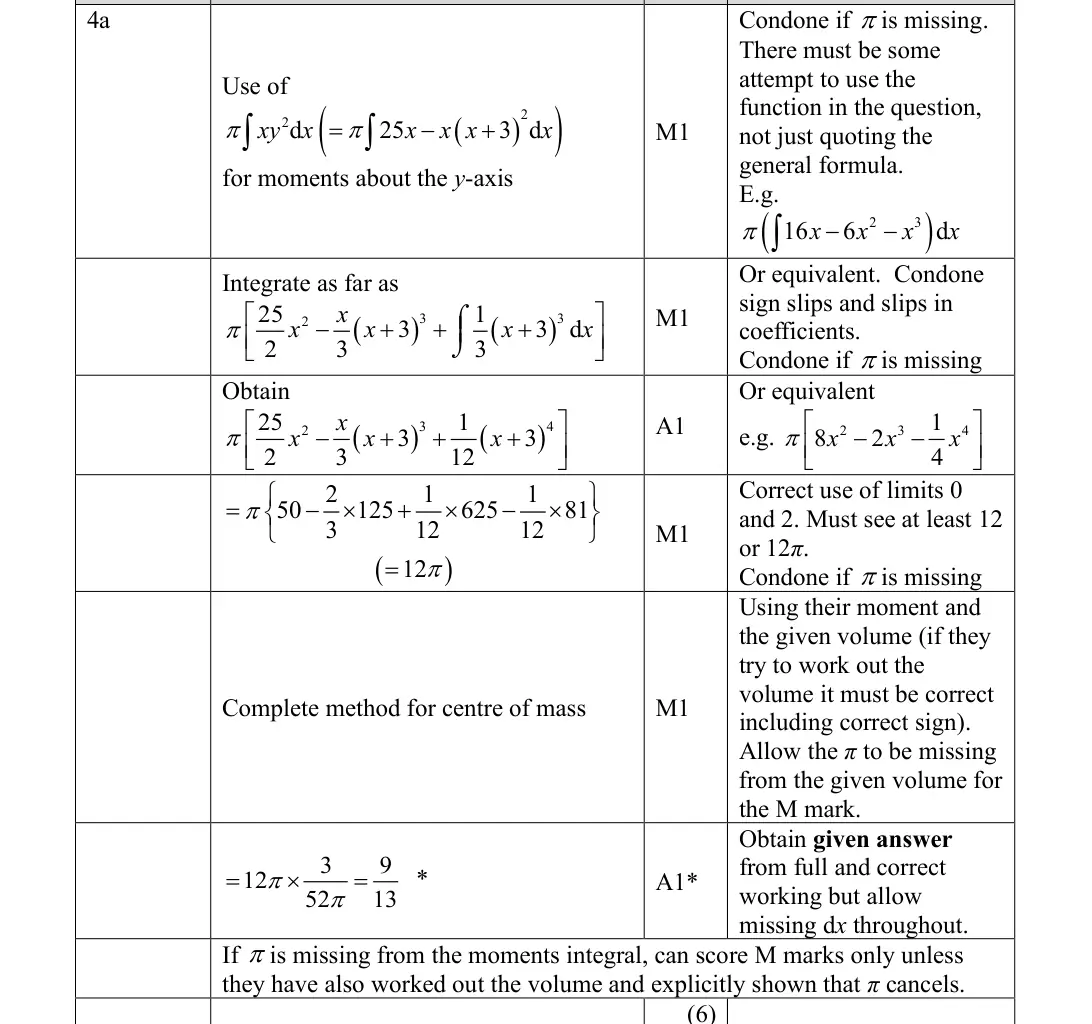 4a
Use of
π∫xy²dx (= π∫25x − x(x+3)²dx)
for moments about the y-axis
M1
Condone if π is missing.
There must be some
attempt to use the
function in the question,
not just quoting the
general formula.
E.g.
π(∫16x − 6x² − x³)dx
Integrate as far as
π[25/2 x² − x/3 (x+3)³ + ∫ 1/3 (x+3)³ dx]
M1
Or equivalent. Condone
sign slips and slips in
coefficients.
Condone if π is missing
Obtain
π[25/2 x² − x/3 (x+3)³ + 1/12 (x+3)⁴]
A1
Or equivalent
e.g. π[8x² − 2x³ − 1/4 x⁴]
= π{50 − 2/3 ×125 + 1/12 ×625 − 1/12 ×81}
(=12π)
M1
Correct use of limits 0
and 2. Must see at least 12
or 12π.
Condone if π is missing
Complete method for centre of mass
M1
Using their moment and
the given volume (if they
try to work out the
volume it must be correct
including correct sign).
Allow the π to be missing
from the given volume for
the M mark.
= 12π × 3/52π = 9/13 *
A1*
Obtain given answer
from full and correct
working but allow
missing dx throughout.
If π is missing from the moments integral, can score M marks only unless
they have also worked out the volume and explicitly shown that π cancels.
(6)